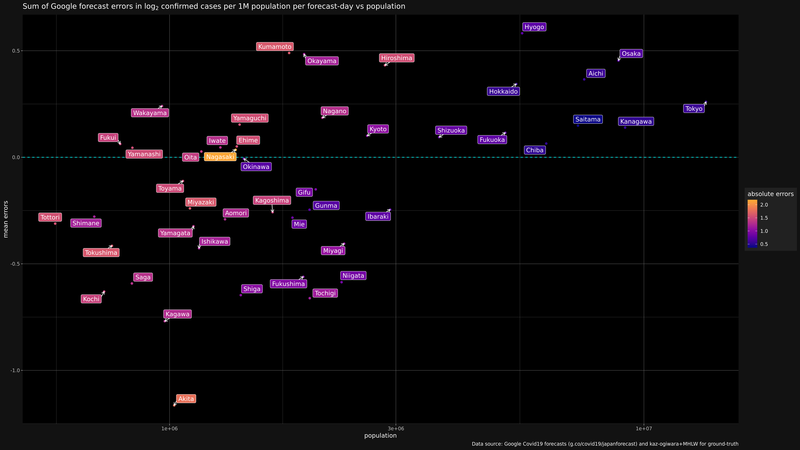 Sum of Google forecast errors in log2 confirmed cases per 1M population per forecast-day vs population
Hyogo
Kumamoto
Osaka
Okayama
Hiroshima
Aichi
Hokkaido
Tokyo
Wakayama
Nagano
Yamaguchi
Saitama
Kanagawa
Kyoto
Shizuoka
Fukui
Iwate
Ehime
Fukuoka
Chiba
Yamanashi
Oita
Nagasaki
Okinawa
Toyama
Gifu
Kagoshima
Miyazaki
Gunma
Tottori
Shimane
Aomori
Ibaraki
Mie
Yamagata
Ishikawa
Tokushima
Miyagi
Saga
Niigata
Fukushima
Shiga
Tochigi
Kochi
Kagawa
Akita
0.5
0.0
-0.5
-1.0
mean errors
1e+06
3e+06
1e+07
population
absolute errors
2.0
1.5
1.0
0.5
Data source: Google Covid19 forecasts (g.co/covid19/japanforecast) and kaz-ogiwara+MHLW for ground-truth